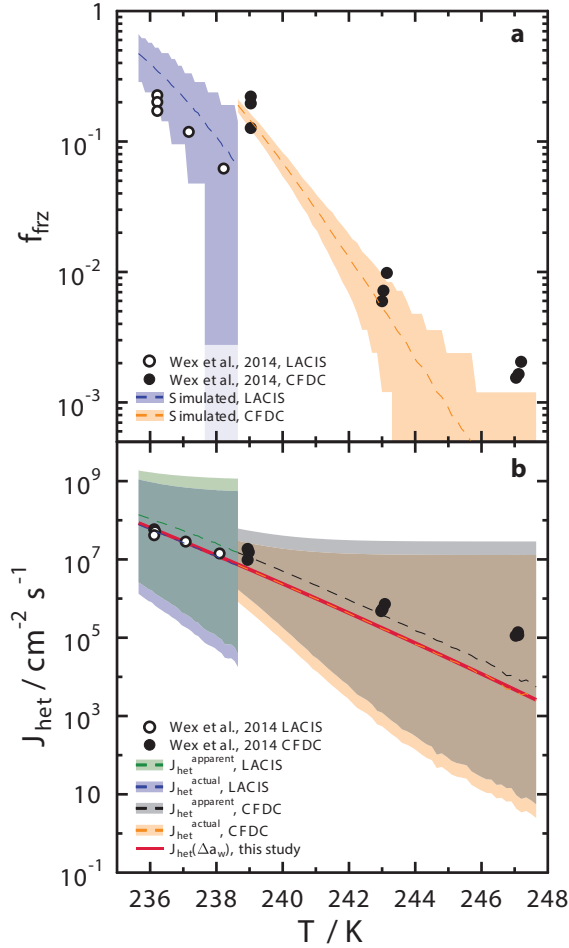 a
10⁰
10⁻¹
10⁻²
10⁻³
f_frz
Wex et al., 2014, LACIS
Wex et al., 2014, CFDC
Simulated, LACIS
Simulated, CFDC
b
10⁹
10⁷
10⁵
10³
10
10⁻¹
J_het / cm⁻² s⁻¹
Wex et al., 2014 LACIS
Wex et al., 2014 CFDC
J_het^apparent, LACIS
J_het^actual, LACIS
J_het^apparent, CFDC
J_het^actual, CFDC
J_het(Δa_w), this study
236 238 240 242 244 246 248
T / K